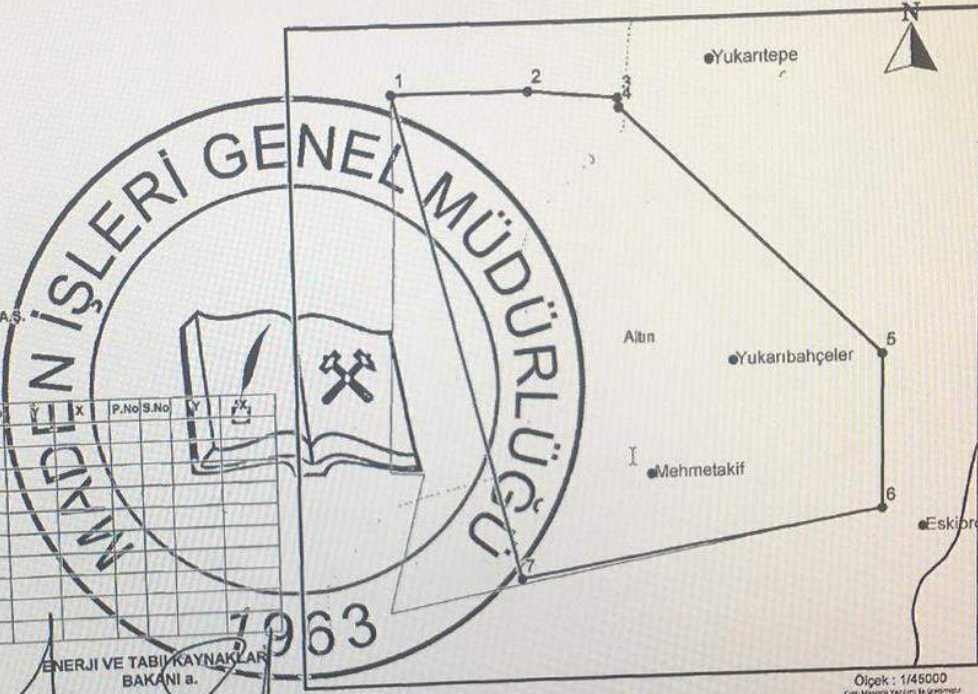 N
Yukarıtepe
1
2
3
4
MADEN İŞLERİ GENEL MÜDÜRLÜĞÜ
A.Ş.
Altın
5
Yukarıbahçeler
Y X P.No S.No Y X
Mehmetakif
6
7
1963
ENERJİ VE TABİİ KAYNAKLAR
BAKANI a.
Ölçek : 1/45000